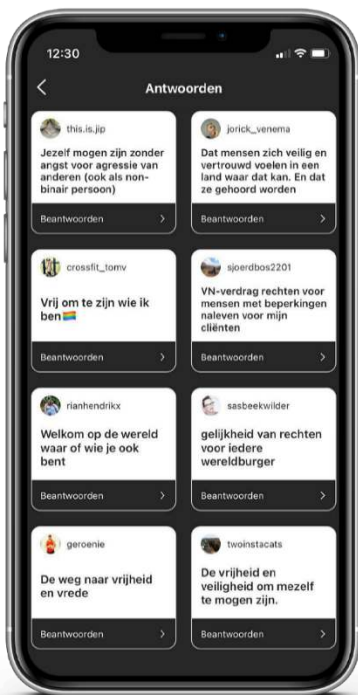 12:30
Antwoorden
this.is.jip
Jezelf mogen zijn zonder
angst voor agressie van
anderen (ook als non-
binair persoon)
Beantwoorden
jorick_venema
Dat mensen zich veilig en
vertrouwd voelen in een
land waar dat kan. En dat
ze gehoord worden
Beantwoorden
crossfit_tomv
Vrij om te zijn wie ik
ben🏳️‍🌈
Beantwoorden
sjoerdbos2201
VN-verdrag rechten voor
mensen met beperkingen
naleven voor mijn
cliënten
Beantwoorden
rianhendrikx
Welkom op de wereld
waar of wie je ook
bent
Beantwoorden
sasbeekwilder
gelijkheid van rechten
voor iedere
wereldburger
Beantwoorden
geroenie
De weg naar vrijheid
en vrede
Beantwoorden
twoinstacats
De vrijheid en
veiligheid om mezelf
te mogen zijn.
Beantwoorden